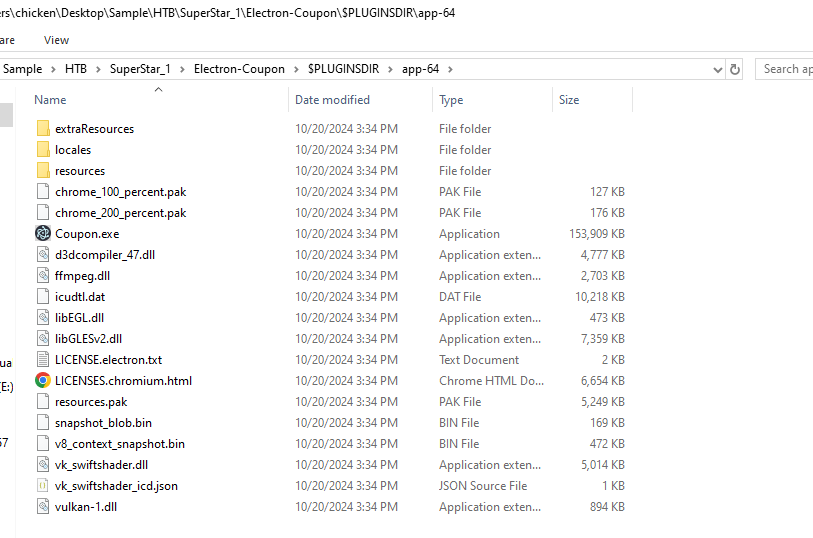 ers\chicken\Desktop\Sample\HTB\SuperStar_1\Electron-Coupon\$PLUGINSDIR\app-64
are View
Sample > HTB > SuperStar_1 > Electron-Coupon > $PLUGINSDIR > app-64 > Search ap
Name Date modified Type Size
extraResources 10/20/2024 3:34 PM File folder
locales 10/20/2024 3:34 PM File folder
resources 10/20/2024 3:34 PM File folder
chrome_100_percent.pak 10/20/2024 3:34 PM PAK File 127 KB
chrome_200_percent.pak 10/20/2024 3:34 PM PAK File 176 KB
Coupon.exe 10/20/2024 3:34 PM Application 153,909 KB
d3dcompiler_47.dll 10/20/2024 3:34 PM Application exten... 4,777 KB
ffmpeg.dll 10/20/2024 3:34 PM Application exten... 2,703 KB
icudtl.dat 10/20/2024 3:34 PM DAT File 10,218 KB
libEGL.dll 10/20/2024 3:34 PM Application exten... 473 KB
libGLESv2.dll 10/20/2024 3:34 PM Application exten... 7,359 KB
ua LICENSE.electron.txt 10/20/2024 3:34 PM Text Document 2 KB
(E:) LICENSES.chromium.html 10/20/2024 3:34 PM Chrome HTML Do... 6,654 KB
resources.pak 10/20/2024 3:34 PM PAK File 5,249 KB
snapshot_blob.bin 10/20/2024 3:34 PM BIN File 169 KB
57 v8_context_snapshot.bin 10/20/2024 3:34 PM BIN File 472 KB
vk_swiftshader.dll 10/20/2024 3:34 PM Application exten... 5,014 KB
vk_swiftshader_icd.json 10/20/2024 3:34 PM JSON Source File 1 KB
vulkan-1.dll 10/20/2024 3:34 PM Application exten... 894 KB